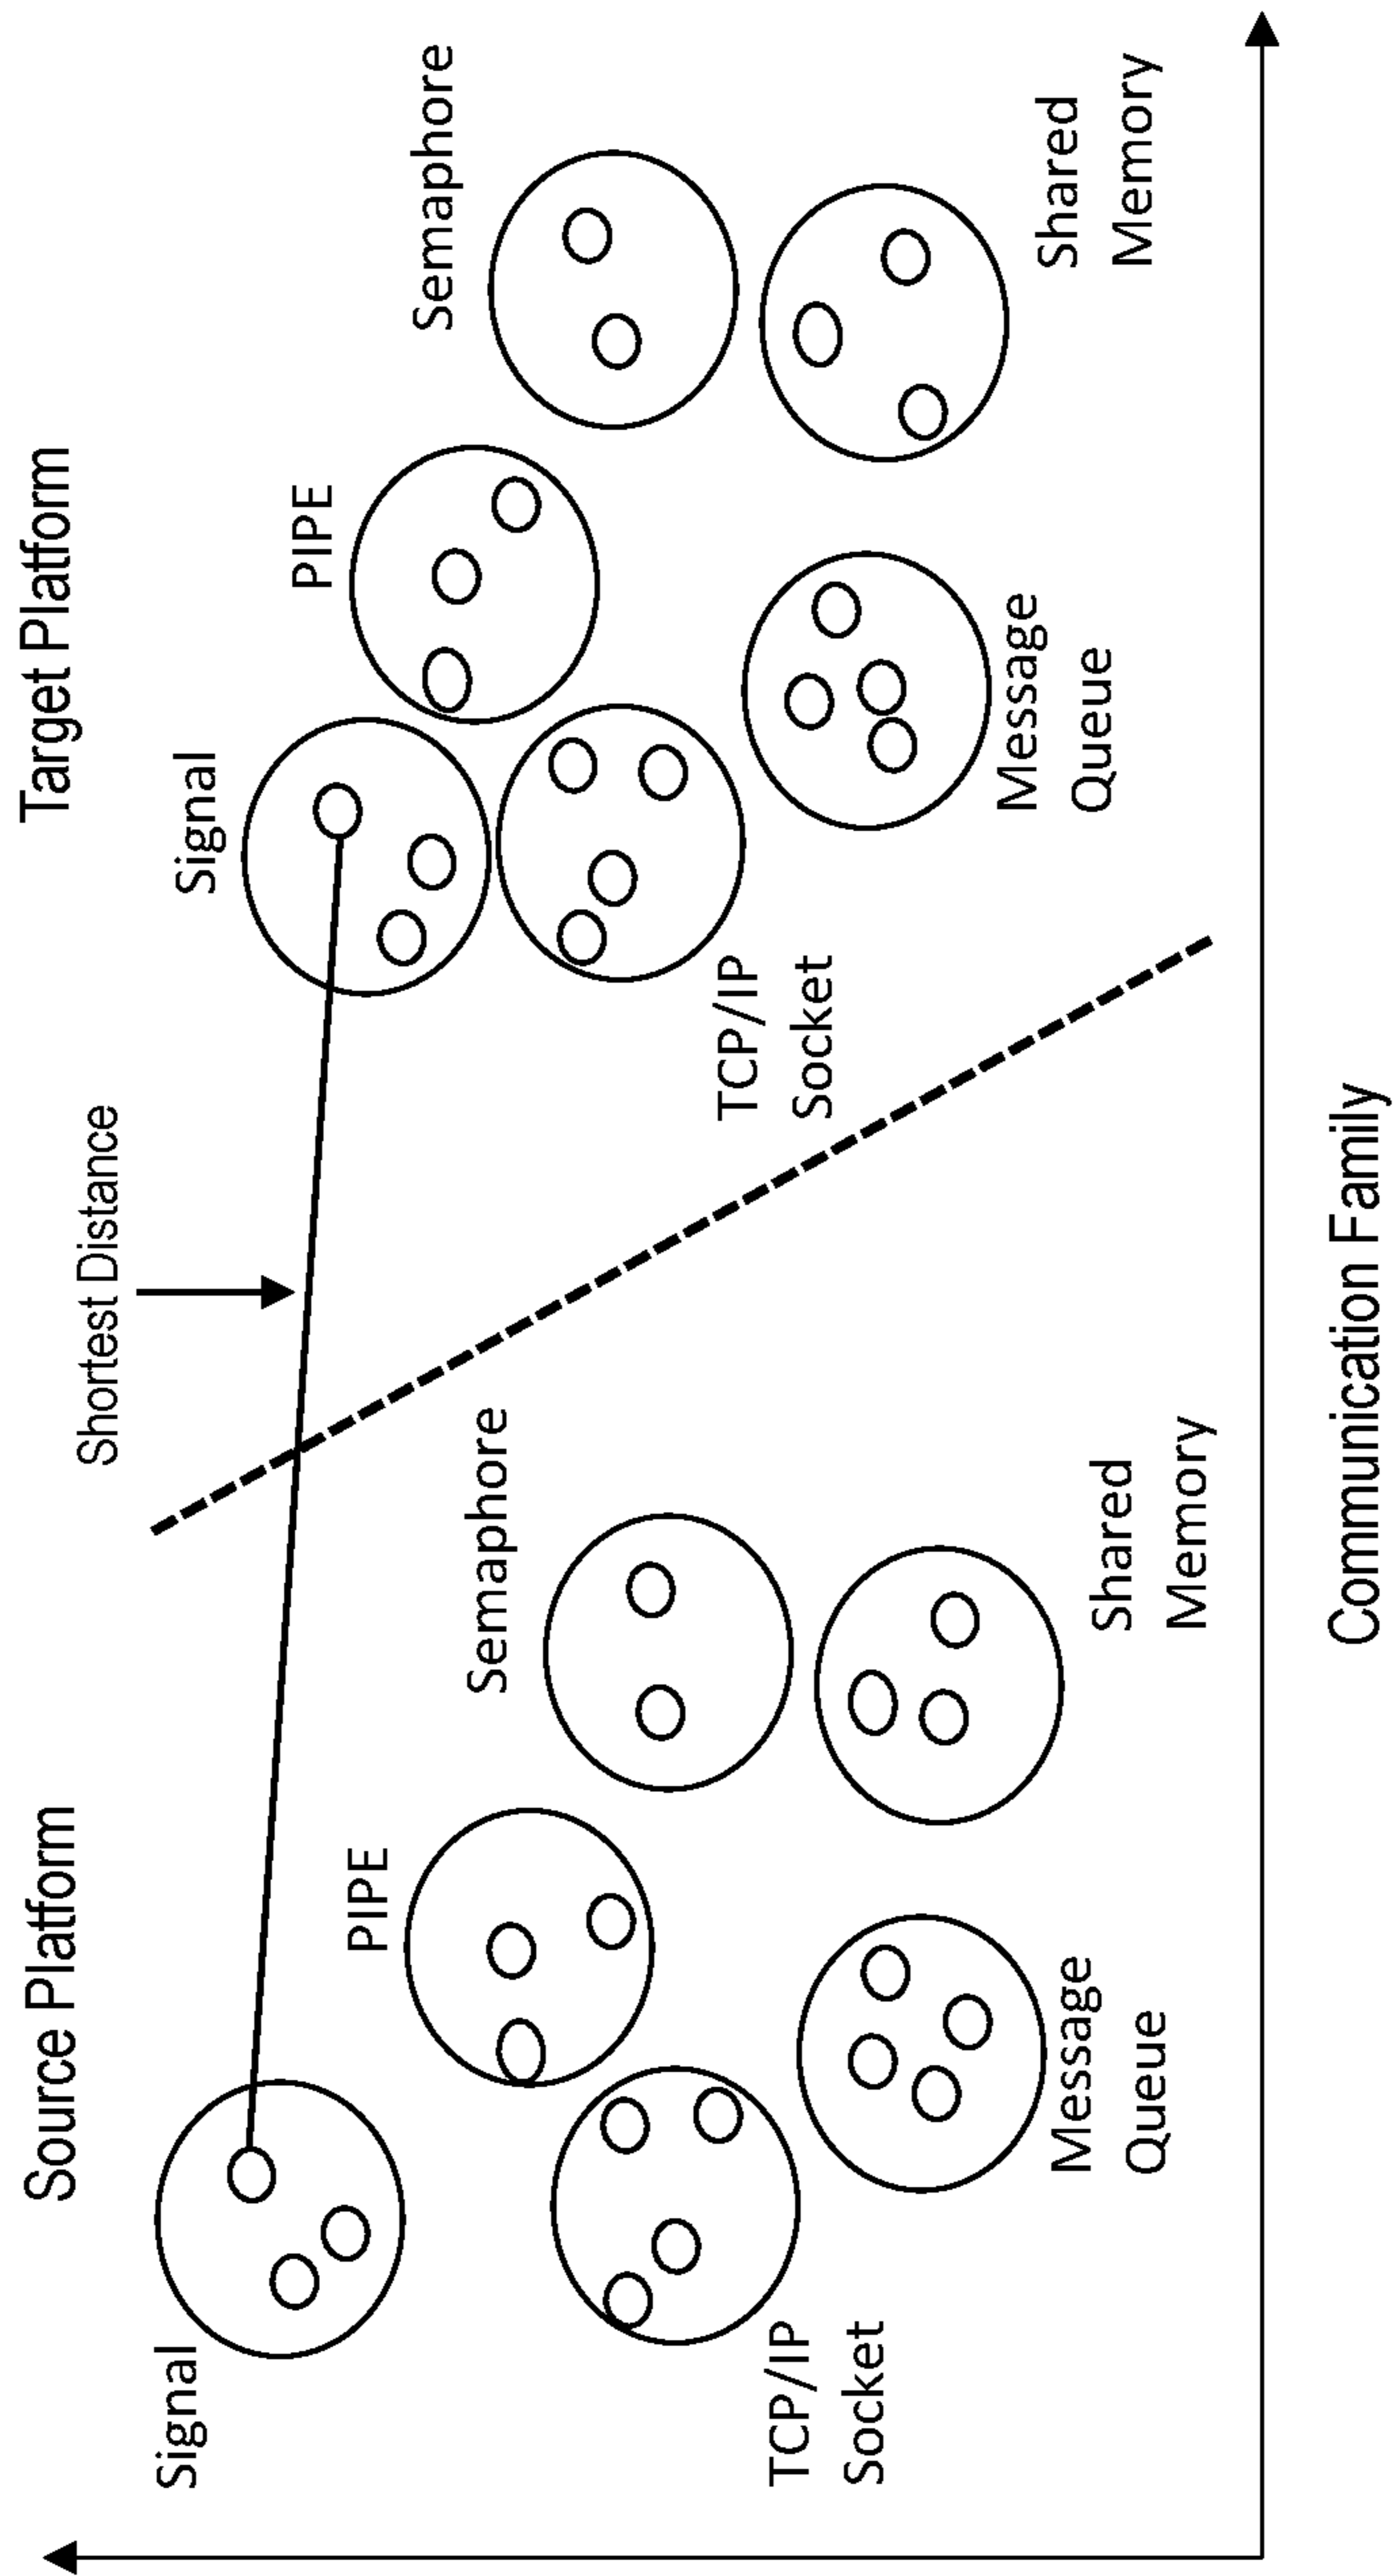 Source Platform
Target Platform
Shortest Distance
Signal
PIPE
Semaphore
TCP/IP
Socket
Message
Queue
Shared
Memory
Signal
PIPE
Semaphore
TCP/IP
Socket
Message
Queue
Shared
Memory
Communication Family